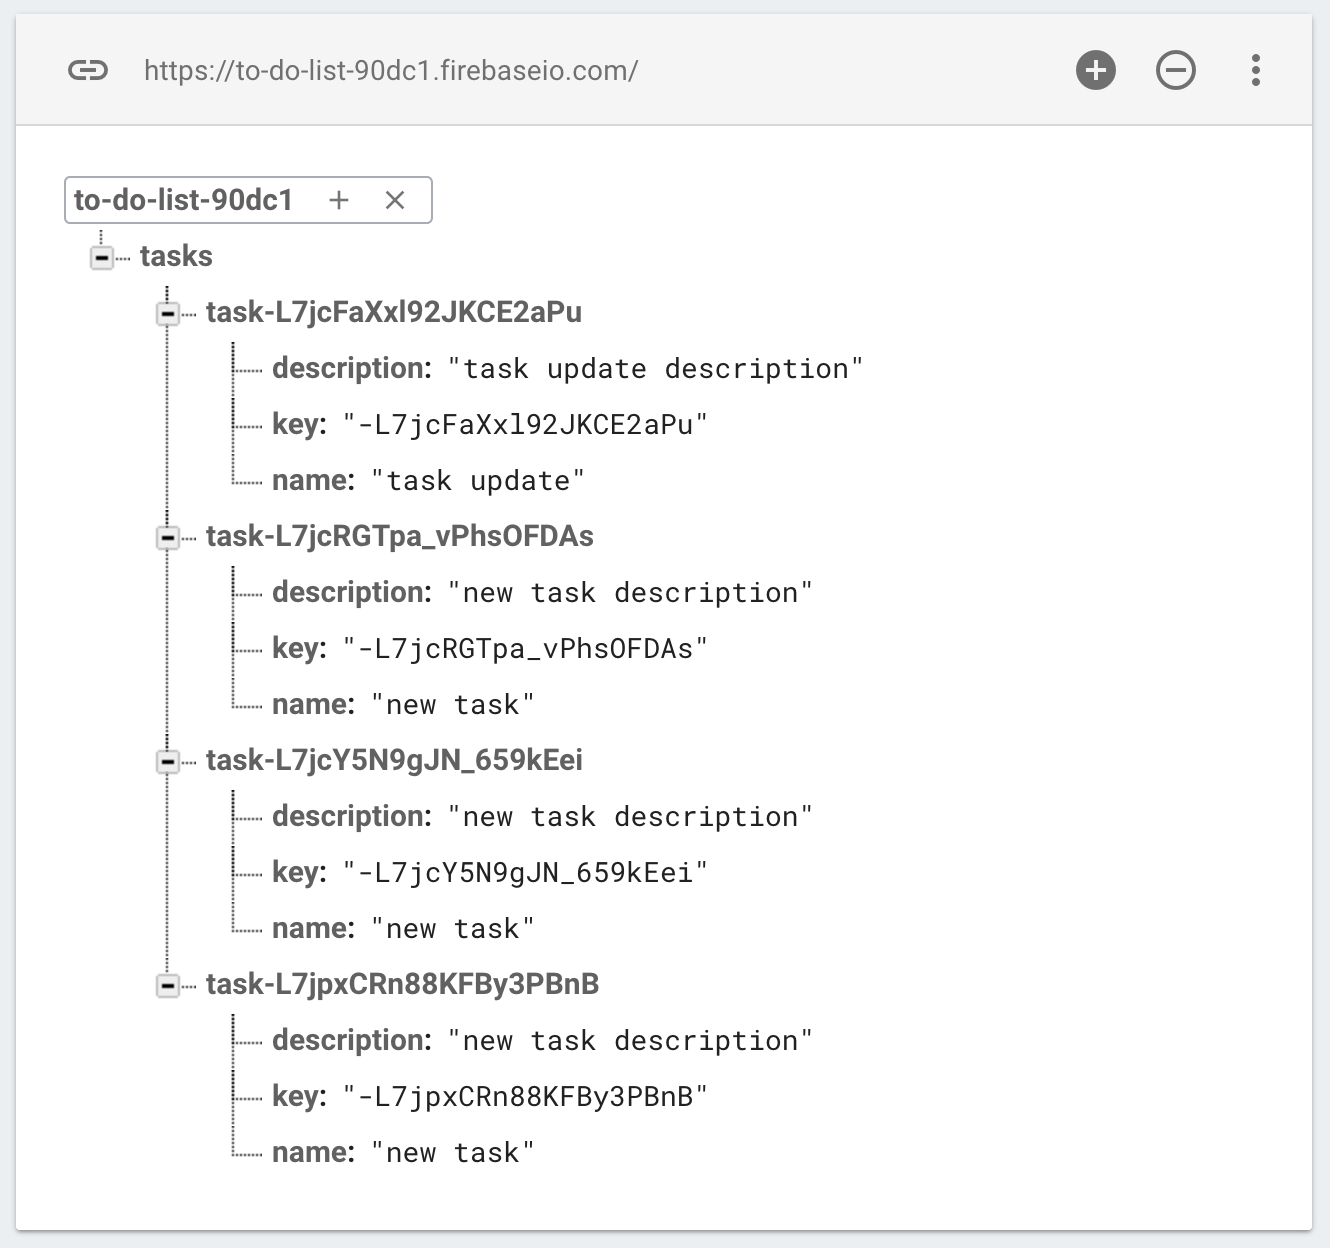 https://to-do-list-90dc1.firebaseio.com/
to-do-list-90dc1
tasks
task-L7jcFaXxl92JKCE2aPu
description: "task update description"
key: "-L7jcFaXxl92JKCE2aPu"
name: "task update"
task-L7jcRGTpa_vPhsOFDAs
description: "new task description"
key: "-L7jcRGTpa_vPhsOFDAs"
name: "new task"
task-L7jcY5N9gJN_659kEei
description: "new task description"
key: "-L7jcY5N9gJN_659kEei"
name: "new task"
task-L7jpxCRn88KFBy3PBnB
description: "new task description"
key: "-L7jpxCRn88KFBy3PBnB"
name: "new task"